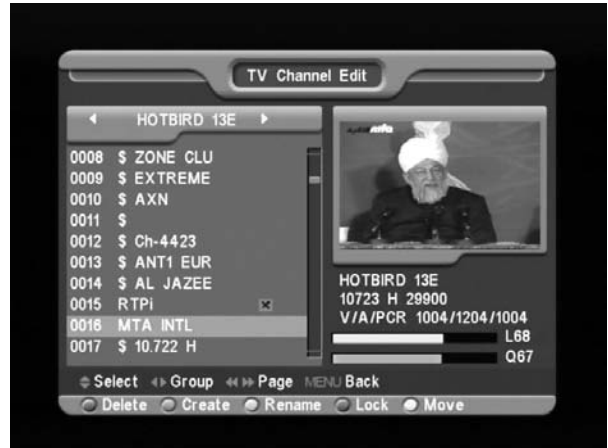 TV Channel Edit
HOTBIRD 13E
0008 $ ZONE CLU
0009 $ EXTREME
0010 $ AXN
0011 $
0012 $ Ch-4423
0013 $ ANT1 EUR
0014 $ AL JAZEE
0015 RTPi
0016 MTA INTL
0017 $ 10.722 H
mta
HOTBIRD 13E
10723 H 29900
V/A/PCR 1004/1204/1004
L68
Q67
Select Group Page MENU Back
Delete Create Rename Lock Move